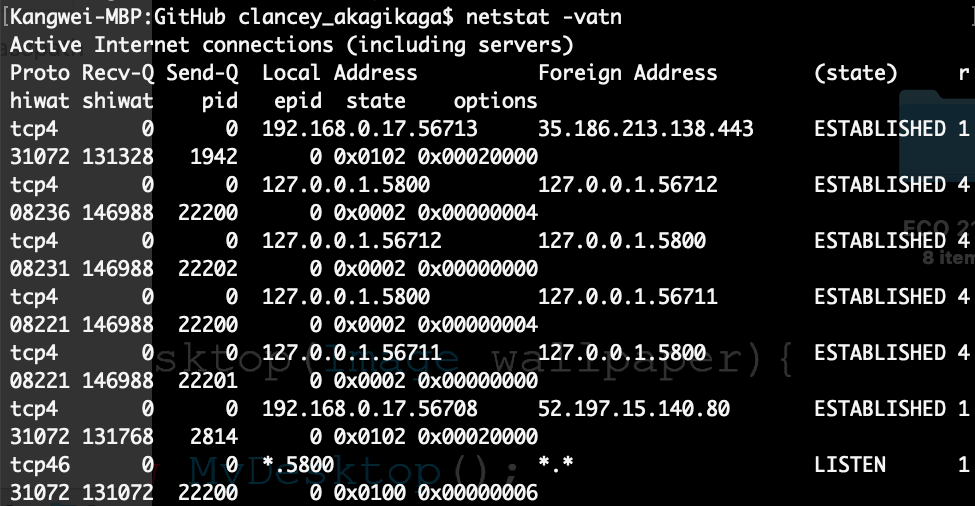 [Kangwei-MBP:GitHub clancey_akagikaga$ netstat -vatn
Active Internet connections (including servers)
Proto Recv-Q Send-Q  Local Address          Foreign Address        (state)     r
hiwat shiwat    pid   epid  state    options
tcp4       0      0  192.168.0.17.56713     35.186.213.138.443     ESTABLISHED 1
31072 131328   1942      0 0x0102 0x00020000
tcp4       0      0  127.0.0.1.5800         127.0.0.1.56712        ESTABLISHED 4
08236 146988  22200      0 0x0002 0x00000004
tcp4       0      0  127.0.0.1.56712        127.0.0.1.5800         ESTABLISHED 4
08231 146988  22202      0 0x0002 0x00000000
tcp4       0      0  127.0.0.1.5800         127.0.0.1.56711        ESTABLISHED 4
08221 146988  22200      0 0x0002 0x00000004
tcp4       0      0  127.0.0.1.56711        127.0.0.1.5800         ESTABLISHED 4
08221 146988  22201      0 0x0002 0x00000000
tcp4       0      0  192.168.0.17.56708     52.197.15.140.80       ESTABLISHED 1
31072 131768   2814      0 0x0102 0x00020000
tcp46      0      0  *.5800                 *.*                    LISTEN      1
31072 131072  22200      0 0x0100 0x00000006
8 item
sktop(Image wallpaper){
MyDesktop();